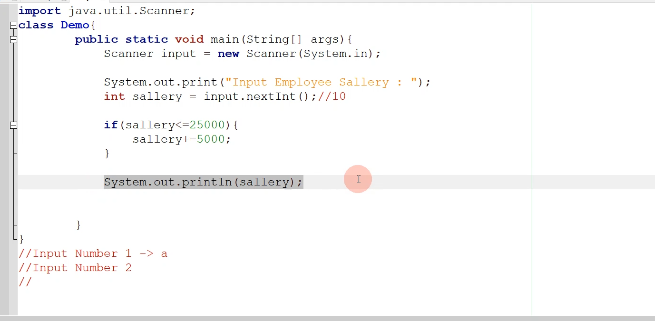 import java.util.Scanner;
class Demo{
public static void main(String[] args){
Scanner input = new Scanner(System.in);
System.out.print("Input Employee Sallery : ");
int sallery = input.nextInt();//10
if(sallery<=25000){
sallery+=5000;
}
System.out.println(sallery);
}
}
//Input Number 1 -> a
//Input Number 2
//